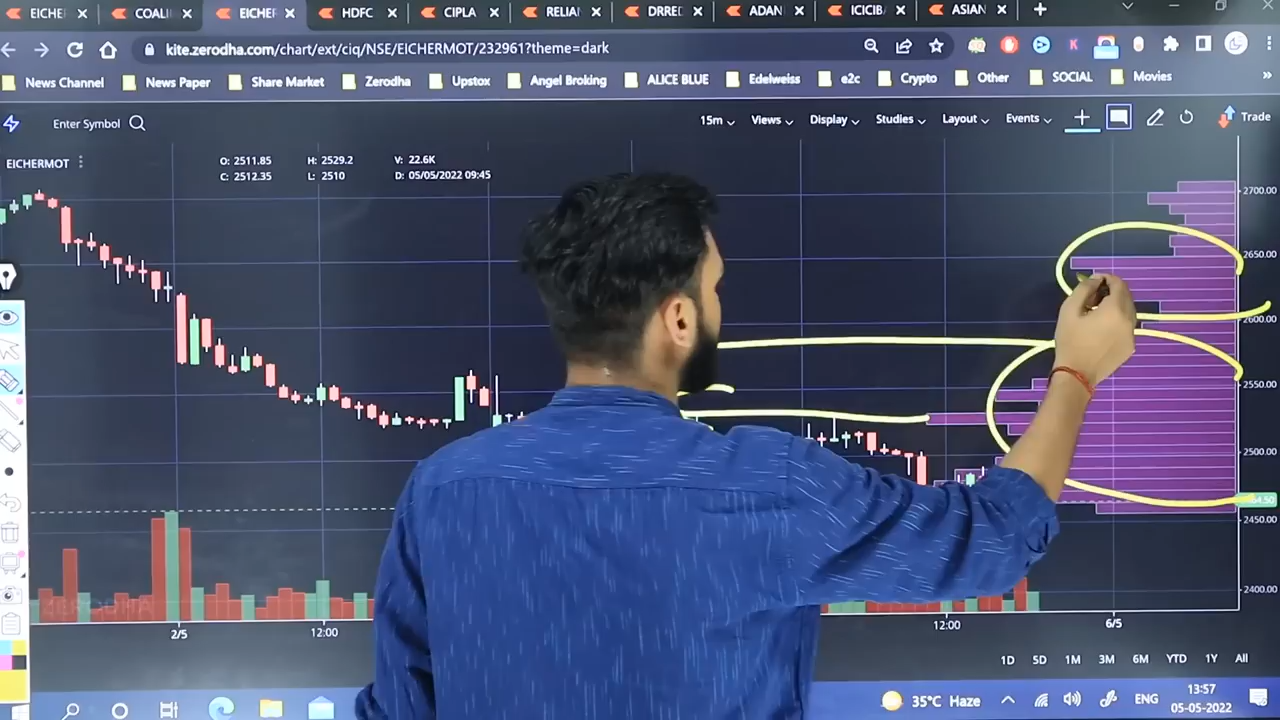 EICHE COALI EICHER HDFC CIPLA RELIAN DRRED ADAN ICICIBA ASIAN
kite.zerodha.com/chart/ext/ciq/NSE/EICHERMOT/232961?theme=dark
News Channel News Paper Share Market Zerodha Upstox Angel Broking ALICE BLUE Edelweiss e2c Crypto Other SOCIAL Movies
Enter Symbol 15m Views Display Studies Layout Events Trade
EICHERMOT O: 2511.85 H: 2529.2 V: 22.6K
C: 2512.35 L: 2510 D: 05/05/2022 09:45
2700.00
2650.00
2600.00
2550.00
2500.00
2450.00
2400.00
ZERODHA
2/5 12:00 12:00 6/5
1D 5D 1M 3M 6M YTD 1Y All
35°C Haze ENG 13:57
05-05-2022